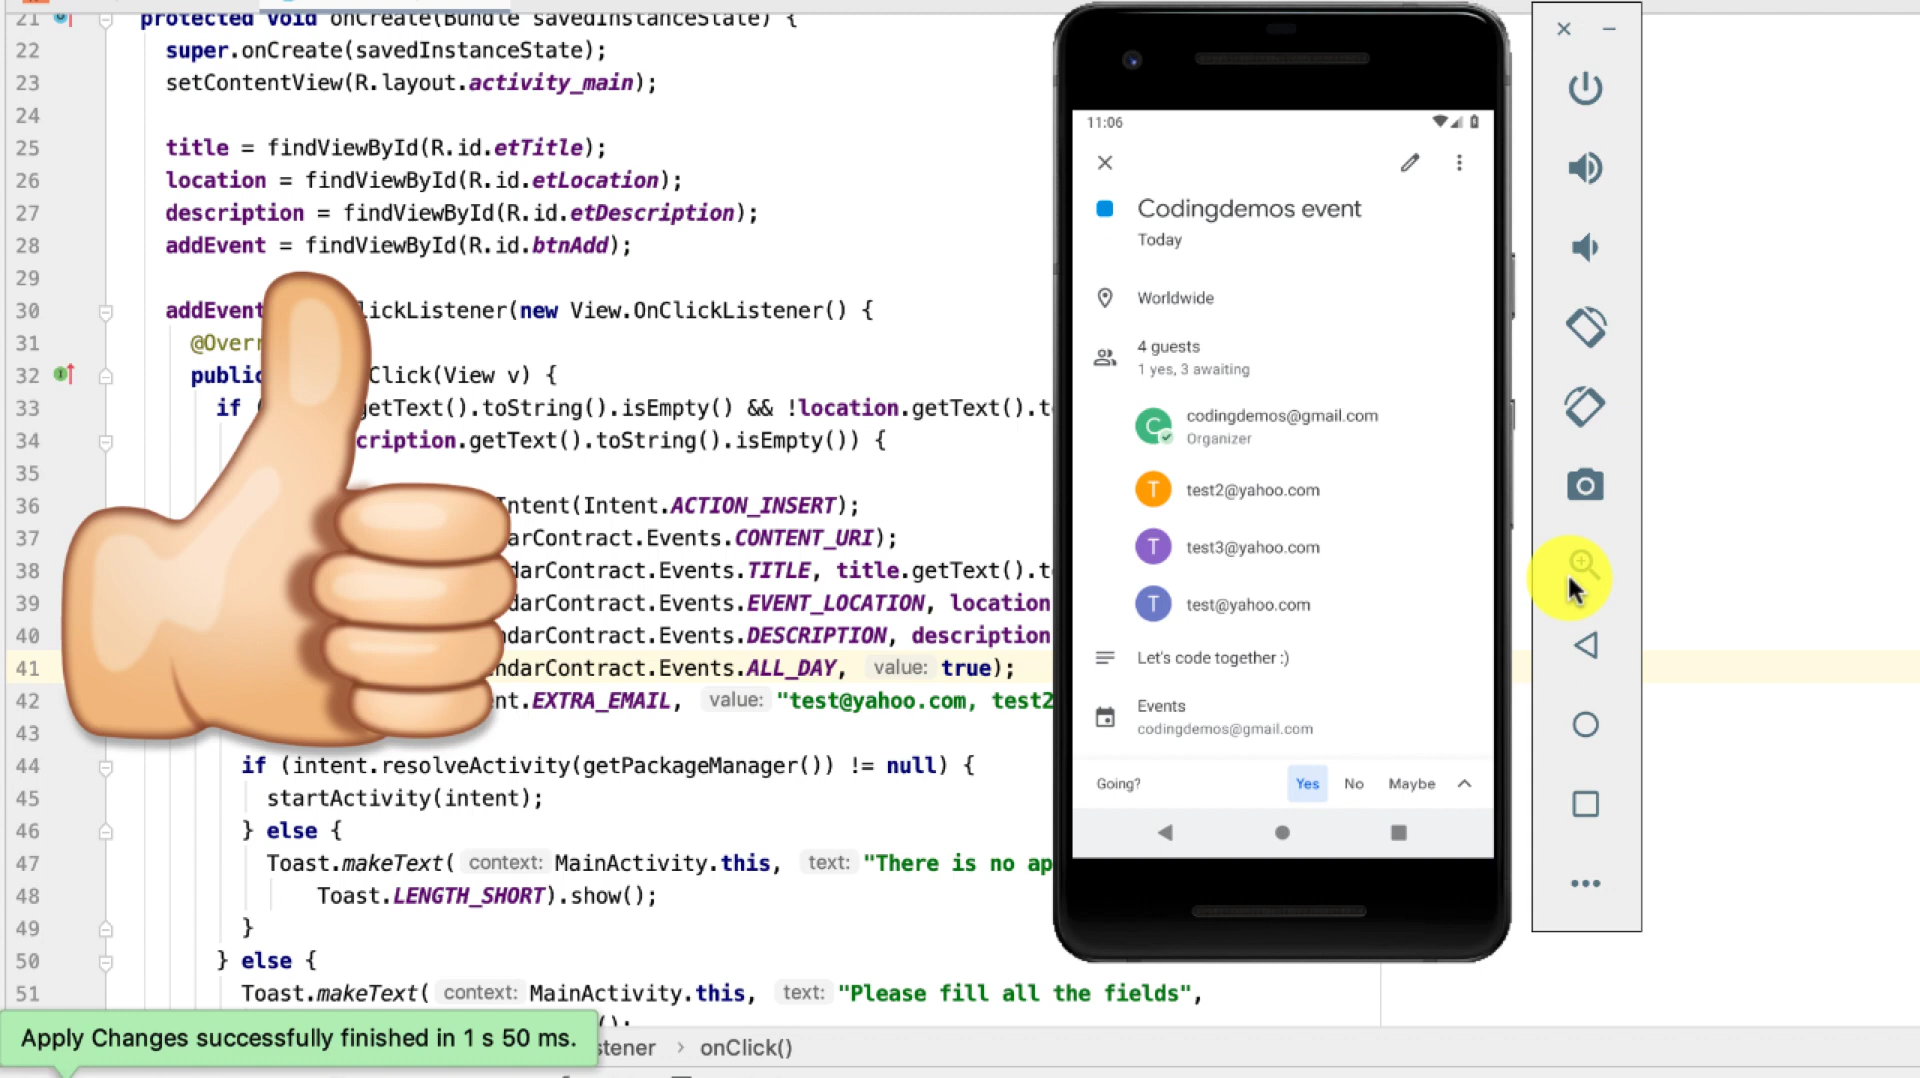 21 protected void onCreate(Bundle savedInstanceState) {
22 super.onCreate(savedInstanceState);
23 setContentView(R.layout.activity_main);
24
25 title = findViewById(R.id.etTitle);
26 location = findViewById(R.id.etLocation);
27 description = findViewById(R.id.etDescription);
28 addEvent = findViewById(R.id.btnAdd);
29
30 addEvent lickListener(new View.OnClickListener() {
31 @Overr
32 public Click(View v) {
33 if ( getText().toString().isEmpty() && !location.getText().t
34 cription.getText().toString().isEmpty()) {
35
36 ntent(Intent.ACTION_INSERT);
37 arContract.Events.CONTENT_URI);
38 darContract.Events.TITLE, title.getText().t
39 darContract.Events.EVENT_LOCATION, location
40 darContract.Events.DESCRIPTION, description
41 ndarContract.Events.ALL_DAY, value: true);
42 nt.EXTRA_EMAIL, value: "test@yahoo.com, test2
43
44 if (intent.resolveActivity(getPackageManager()) != null) {
45 startActivity(intent);
46 } else {
47 Toast.makeText( context: MainActivity.this, text: "There is no ap
48 Toast.LENGTH_SHORT).show();
49 }
50 } else {
51 Toast.makeText( context: MainActivity.this, text: "Please fill all the fields",
();
Apply Changes successfully finished in 1 s 50 ms.
stener › onClick()
11:06
Codingdemos event
Today
Worldwide
4 guests
1 yes, 3 awaiting
C codingdemos@gmail.com
Organizer
T test2@yahoo.com
T test3@yahoo.com
T test@yahoo.com
Let's code together :)
Events
codingdemos@gmail.com
Going? Yes No Maybe